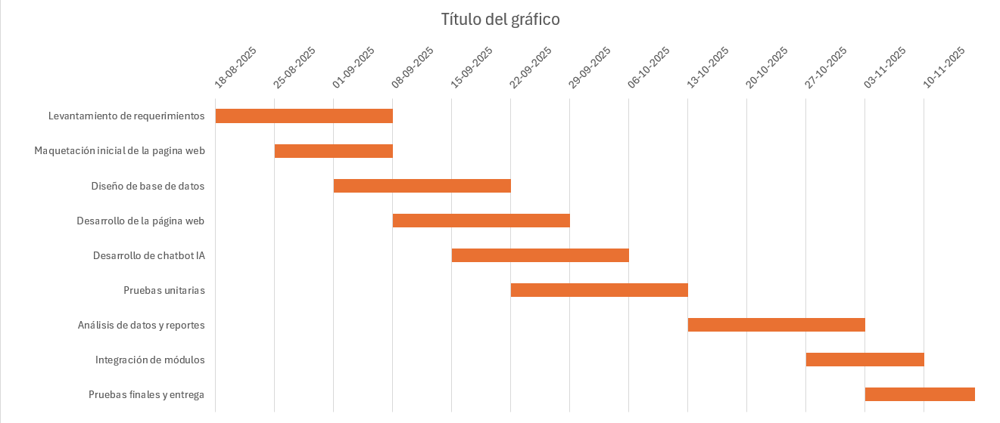 Título del gráfico
18-08-2025
25-08-2025
01-09-2025
08-09-2025
15-09-2025
22-09-2025
29-09-2025
06-10-2025
13-10-2025
20-10-2025
27-10-2025
03-11-2025
10-11-2025
Levantamiento de requerimientos
Maquetación inicial de la pagina web
Diseño de base de datos
Desarrollo de la página web
Desarrollo de chatbot IA
Pruebas unitarias
Análisis de datos y reportes
Integración de módulos
Pruebas finales y entrega